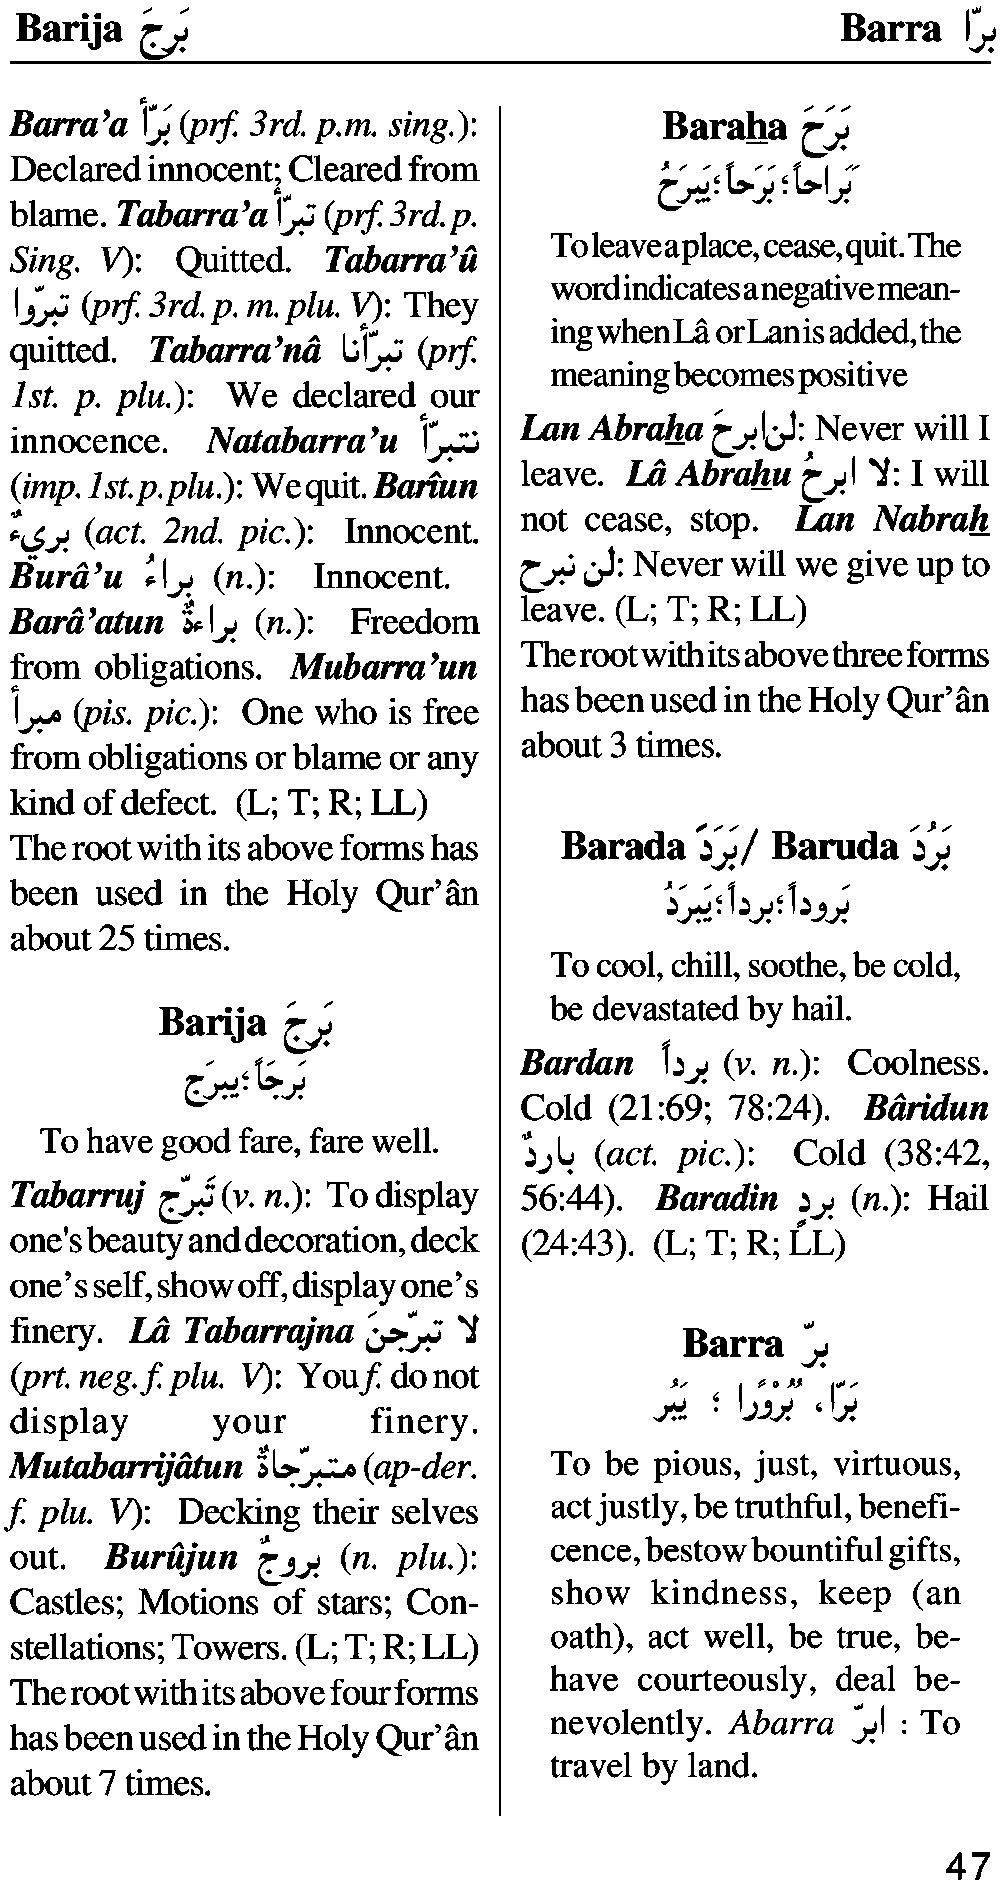 Barija بَرِجَ
Barra برّا
Barra’a بَرّأ (prf. 3rd. p.m. sing.):
Declared innocent; Cleared from
blame. Tabarra’a تبرّأ (prf. 3rd. p.
Sing. V): Quitted. Tabarra’û
تبرّوا (prf. 3rd. p. m. plu. V): They
quitted. Tabarra’nâ تبرّأنا (prf.
1st. p. plu.): We declared our
innocence. Natabarra’u نتبرّأ
(imp. 1st. p. plu.): We quit. Barîun
بريءٌ (act. 2nd. pic.): Innocent.
Burâ’u براءُ (n.): Innocent.
Barâ’atun براءةٌ (n.): Freedom
from obligations. Mubarra’un
مبرأ (pis. pic.): One who is free
from obligations or blame or any
kind of defect. (L; T; R; LL)
The root with its above forms has
been used in the Holy Qur’ân
about 25 times.
Barija بَرِجَ
بَرِجَاً؛يبرَج
To have good fare, fare well.
Tabarruj تَبرّج (v. n.): To display
one's beauty and decoration, deck
one’s self, show off, display one’s
finery. Lâ Tabarrajna لا تبرّجنَ
(prt. neg. f. plu. V): You f. do not
display your finery.
Mutabarrijâtun متبرّجاةٌ (ap-der.
f. plu. V): Decking their selves
out. Burûjun بروجٌ (n. plu.):
Castles; Motions of stars; Con-
stellations; Towers. (L; T; R; LL)
The root with its above four forms
has been used in the Holy Qur’ân
about 7 times.
Baraha بَرَحَ
بَراحاً؛بَرَحاً؛يَبرَحُ
To leave a place, cease, quit. The
word indicates a negative mean-
ing when Lâ or Lan is added, the
meaning becomes positive
Lan Abraha لن ابرحَ: Never will I
leave. Lâ Abrahu لا ابرحُ: I will
not cease, stop. Lan Nabrah
لن نبرح: Never will we give up to
leave. (L; T; R; LL)
The root with its above three forms
has been used in the Holy Qur’ân
about 3 times.
Barada بَرَدَّ/ Baruda بَرُدَ
بَروداً؛برداً؛يَبرَدُ
To cool, chill, soothe, be cold,
be devastated by hail.
Bardan برداً (v. n.): Coolness.
Cold (21:69; 78:24). Bâridun
باردٌ (act. pic.): Cold (38:42,
56:44). Baradin بردٍ (n.): Hail
(24:43). (L; T; R; LL)
Barra برّ
بَرّا، بُرْوْرًا ؛ يَبُر
To be pious, just, virtuous,
act justly, be truthful, benefi-
cence, bestow bountiful gifts,
show kindness, keep (an
oath), act well, be true, be-
have courteously, deal be-
nevolently. Abarra ابرّ : To
travel by land.
47